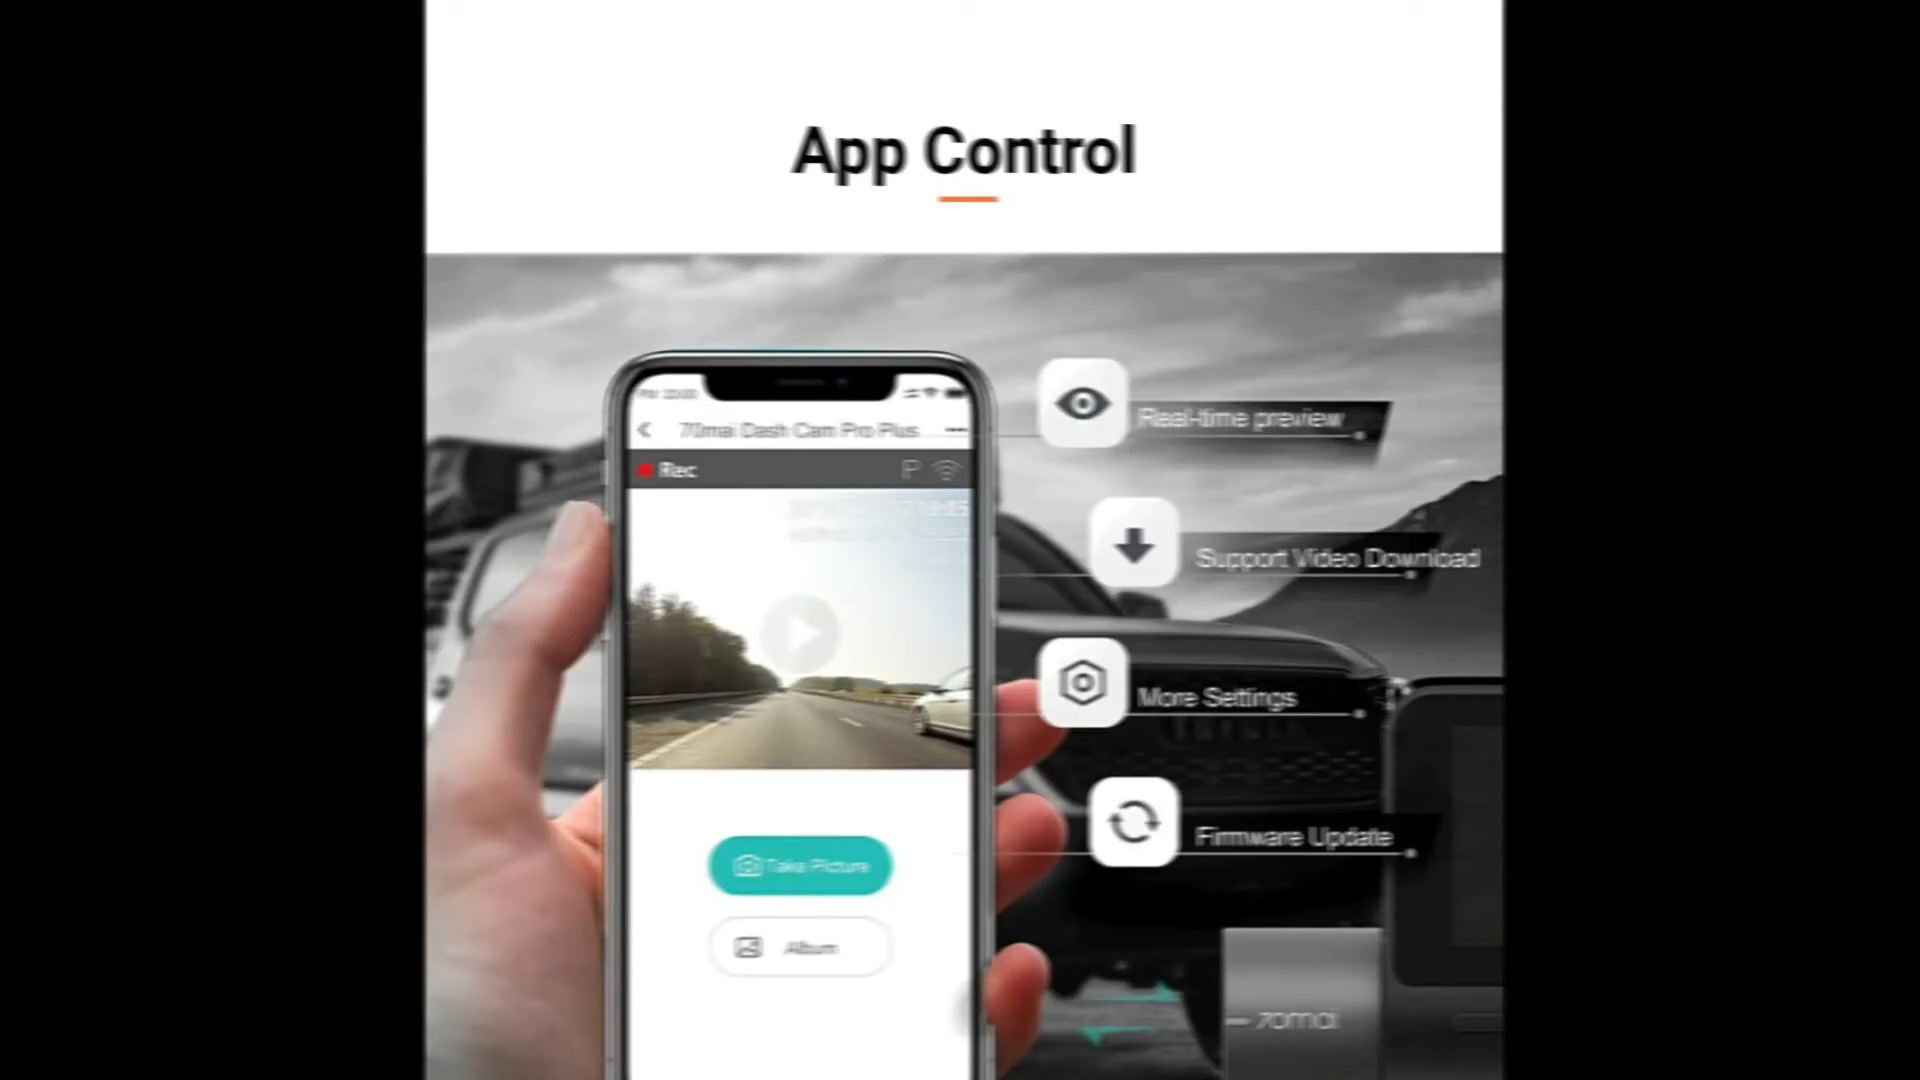 App Control
70mai Dash Cam Pro Plus
Rec
P
Real-time preview
Support Video Download
More Settings
Firmware Update
Take Picture
Album
70mai